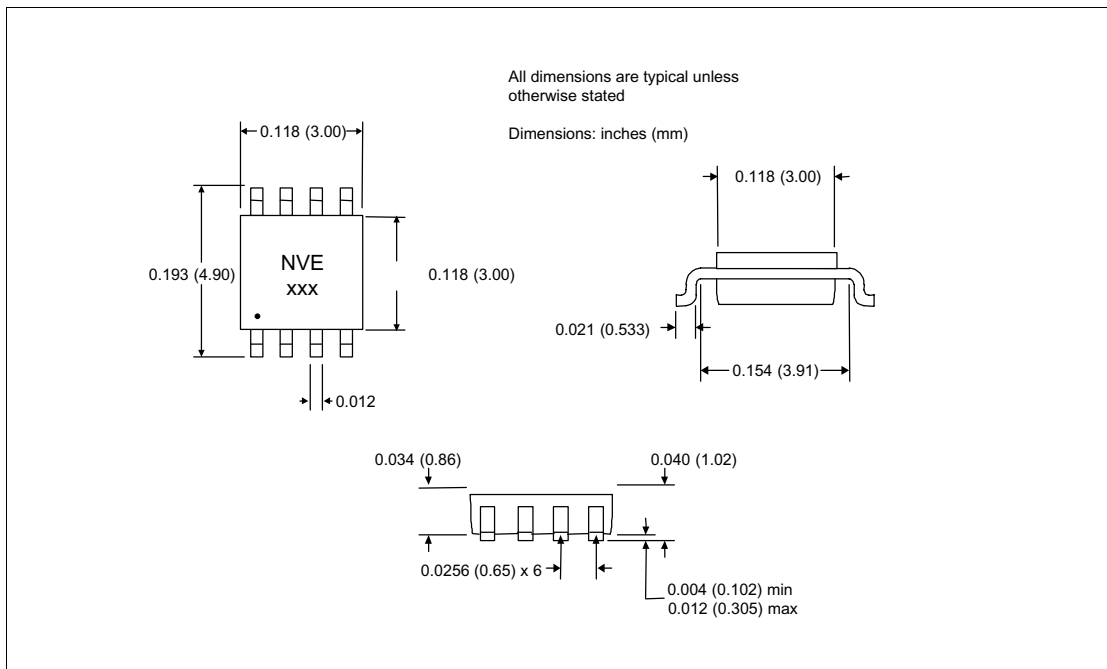 All dimensions are typical unless
otherwise stated
Dimensions: inches (mm)
0.118 (3.00)
0.118 (3.00)
0.193 (4.90)
NVE
xxx
0.118 (3.00)
0.021 (0.533)
0.154 (3.91)
0.012
0.034 (0.86)
0.040 (1.02)
0.0256 (0.65) x 6
0.004 (0.102) min
0.012 (0.305) max